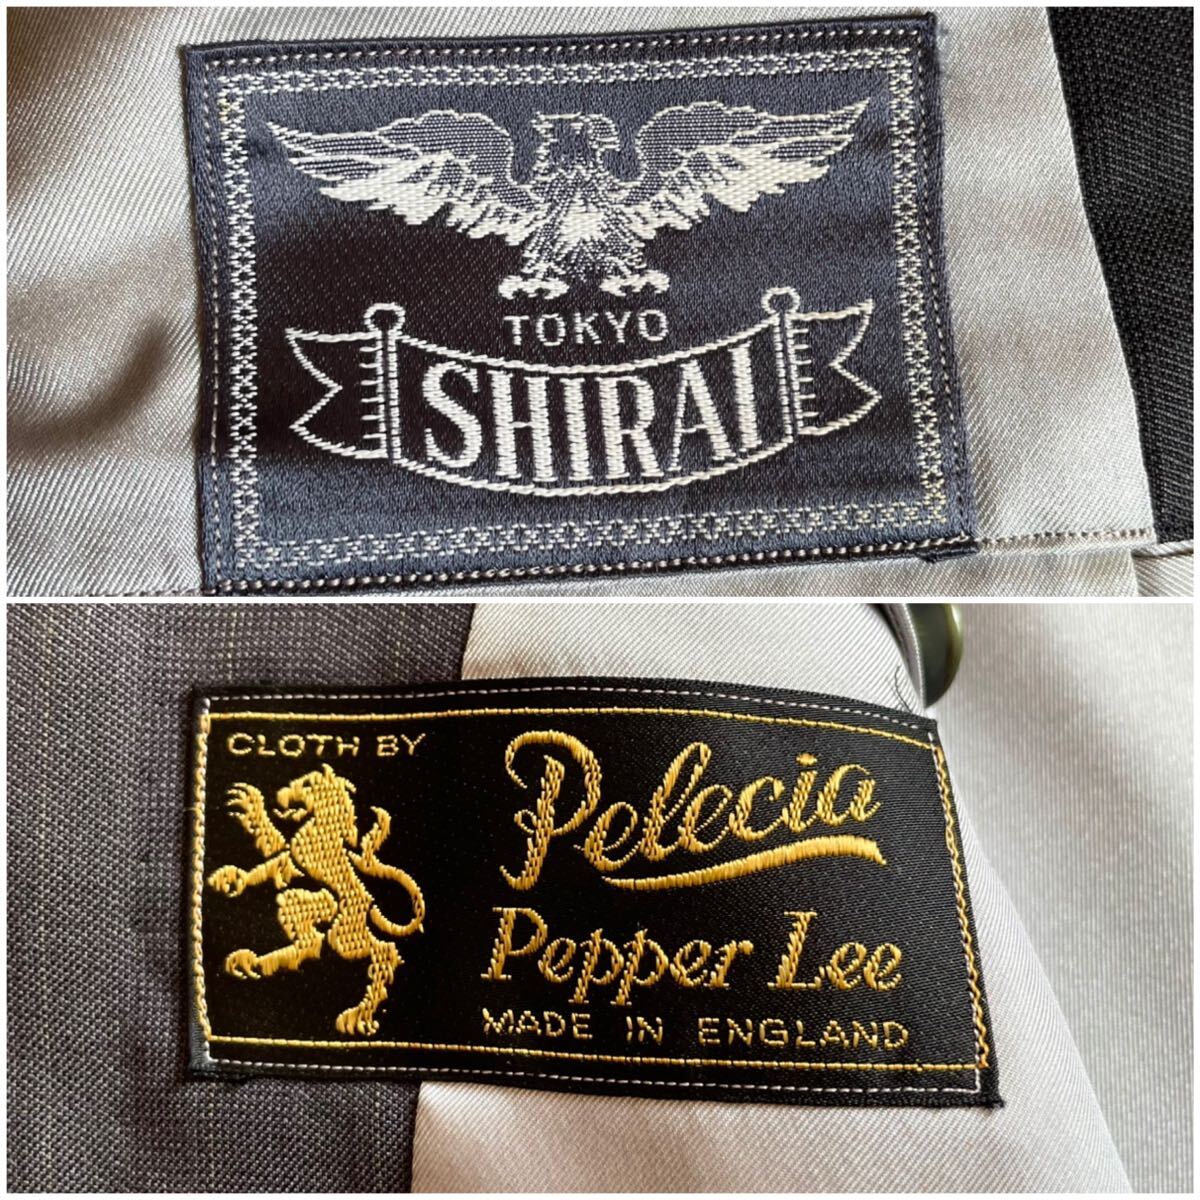 TOKYO
SHIRAI
CLOTH BY
Pelecia
Pepper Lee
MADE IN ENGLAND